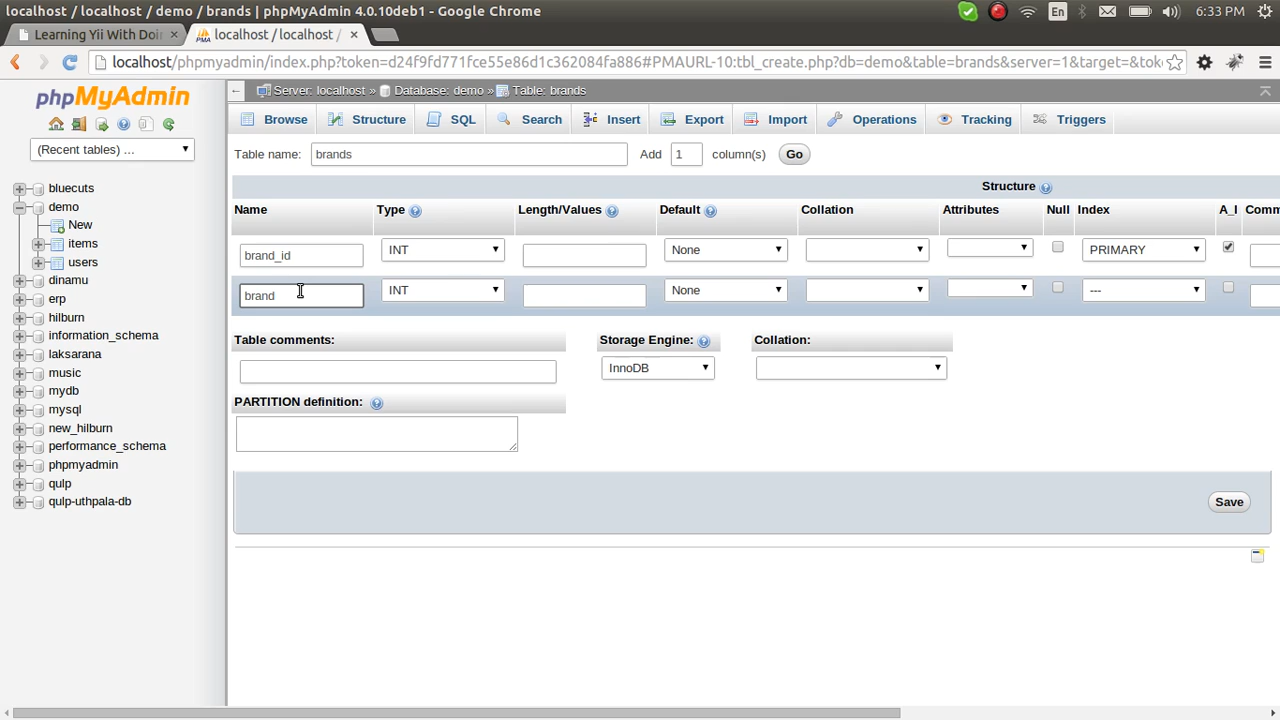 localhost / localhost / demo / brands | phpMyAdmin 4.0.10deb1 - Google Chrome
En
6:33 PM
Learning Yii With Doin
PMA
localhost / localhost /
localhost/phpmyadmin/index.php?token=d24f9fd771fce55e86d1c362084fa886#PMAURL-10:tbl_create.php?db=demo&table=brands&server=1&target=&tok
phpMyAdmin
(Recent tables) ...
bluecuts
demo
New
items
users
dinamu
erp
hilburn
information_schema
laksarana
music
mydb
mysql
new_hilburn
performance_schema
phpmyadmin
qulp
qulp-uthpala-db
Server: localhost » Database: demo » Table: brands
Browse Structure SQL Search Insert Export Import Operations Tracking Triggers
Table name: brands Add 1 column(s) Go
Structure
Name Type Length/Values Default Collation Attributes Null Index A_I Comm
brand_id INT None PRIMARY
brand INT None ---
Table comments: Storage Engine: Collation:
InnoDB
PARTITION definition:
Save